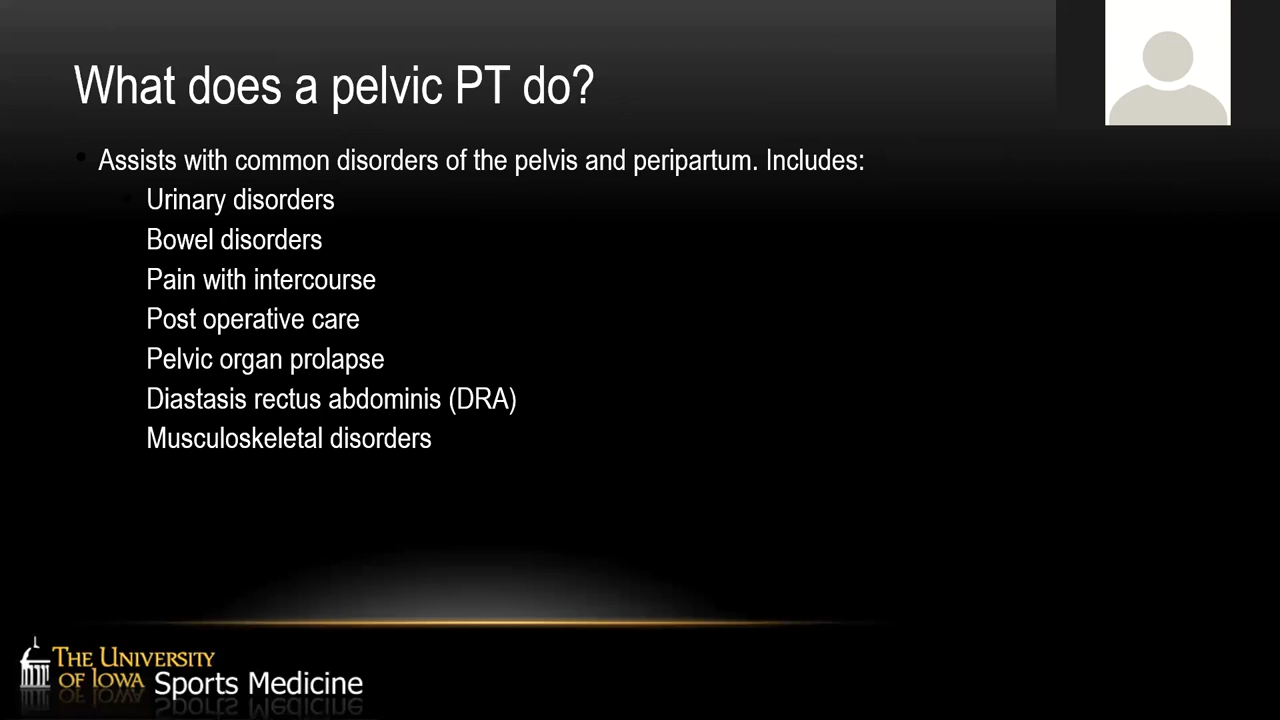 What does a pelvic PT do?
Assists with common disorders of the pelvis and peripartum. Includes:
Urinary disorders
Bowel disorders
Pain with intercourse
Post operative care
Pelvic organ prolapse
Diastasis rectus abdominis (DRA)
Musculoskeletal disorders
THE UNIVERSITY
OF IOWA Sports Medicine